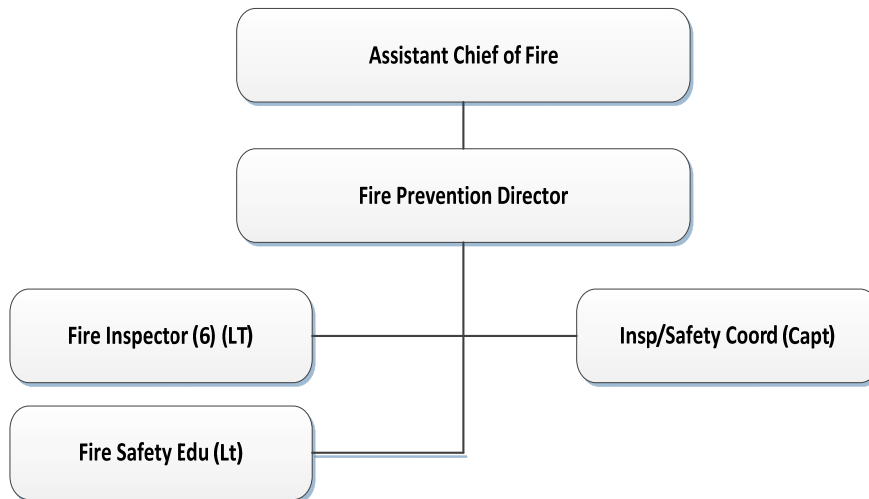 Assistant Chief of Fire
Fire Prevention Director
Fire Inspector (6) (LT)
Insp/Safety Coord (Capt)
Fire Safety Edu (Lt)